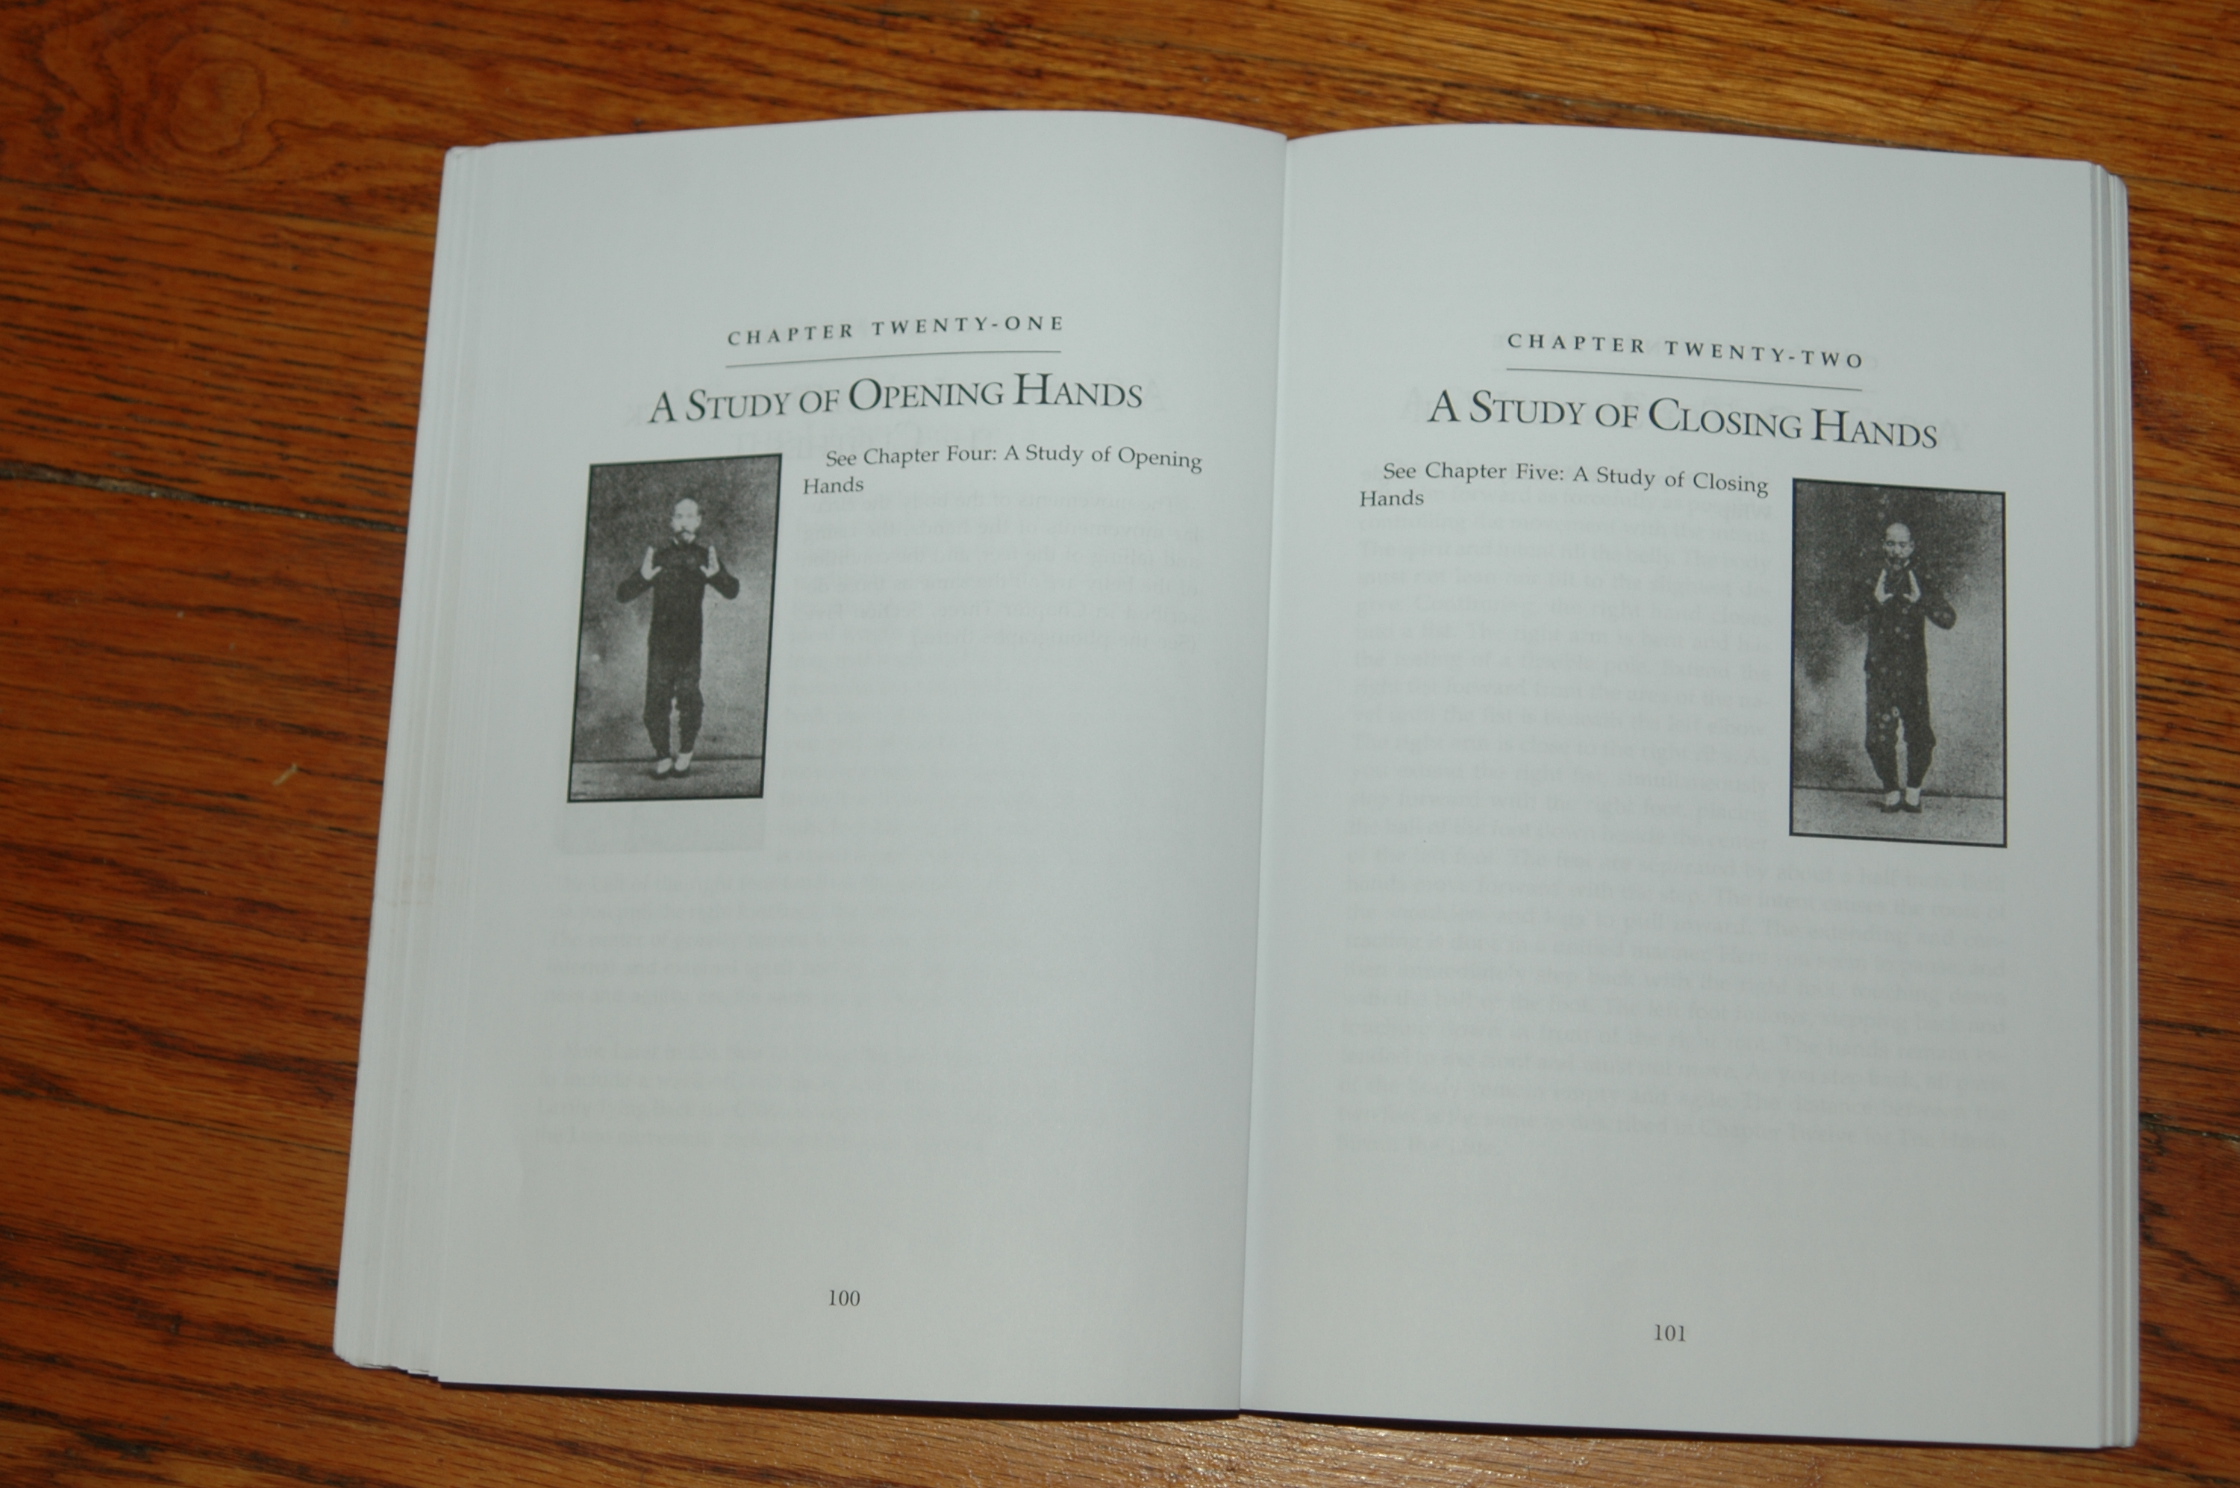 CHAPTER TWENTY-ONE
A STUDY OF OPENING HANDS
See Chapter Four: A Study of Opening
Hands
100
CHAPTER TWENTY-TWO
A STUDY OF CLOSING HANDS
See Chapter Five: A Study of Closing
Hands
101